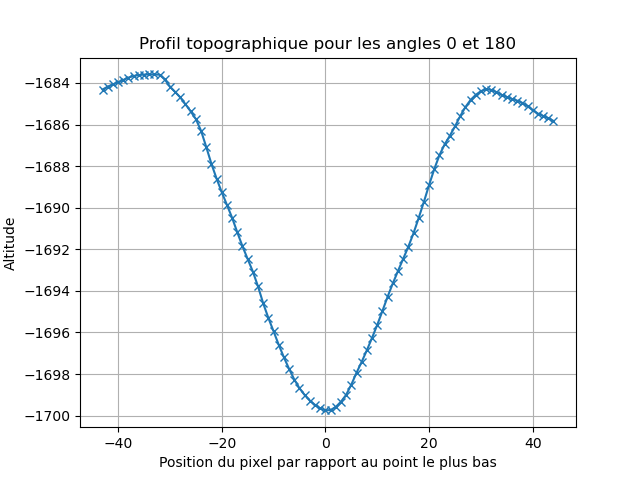 Profil topographique pour les angles 0 et 180
Altitude
−1684
−1686
−1688
−1690
−1692
−1694
−1696
−1698
−1700
−40 −20 0 20 40
Position du pixel par rapport au point le plus bas